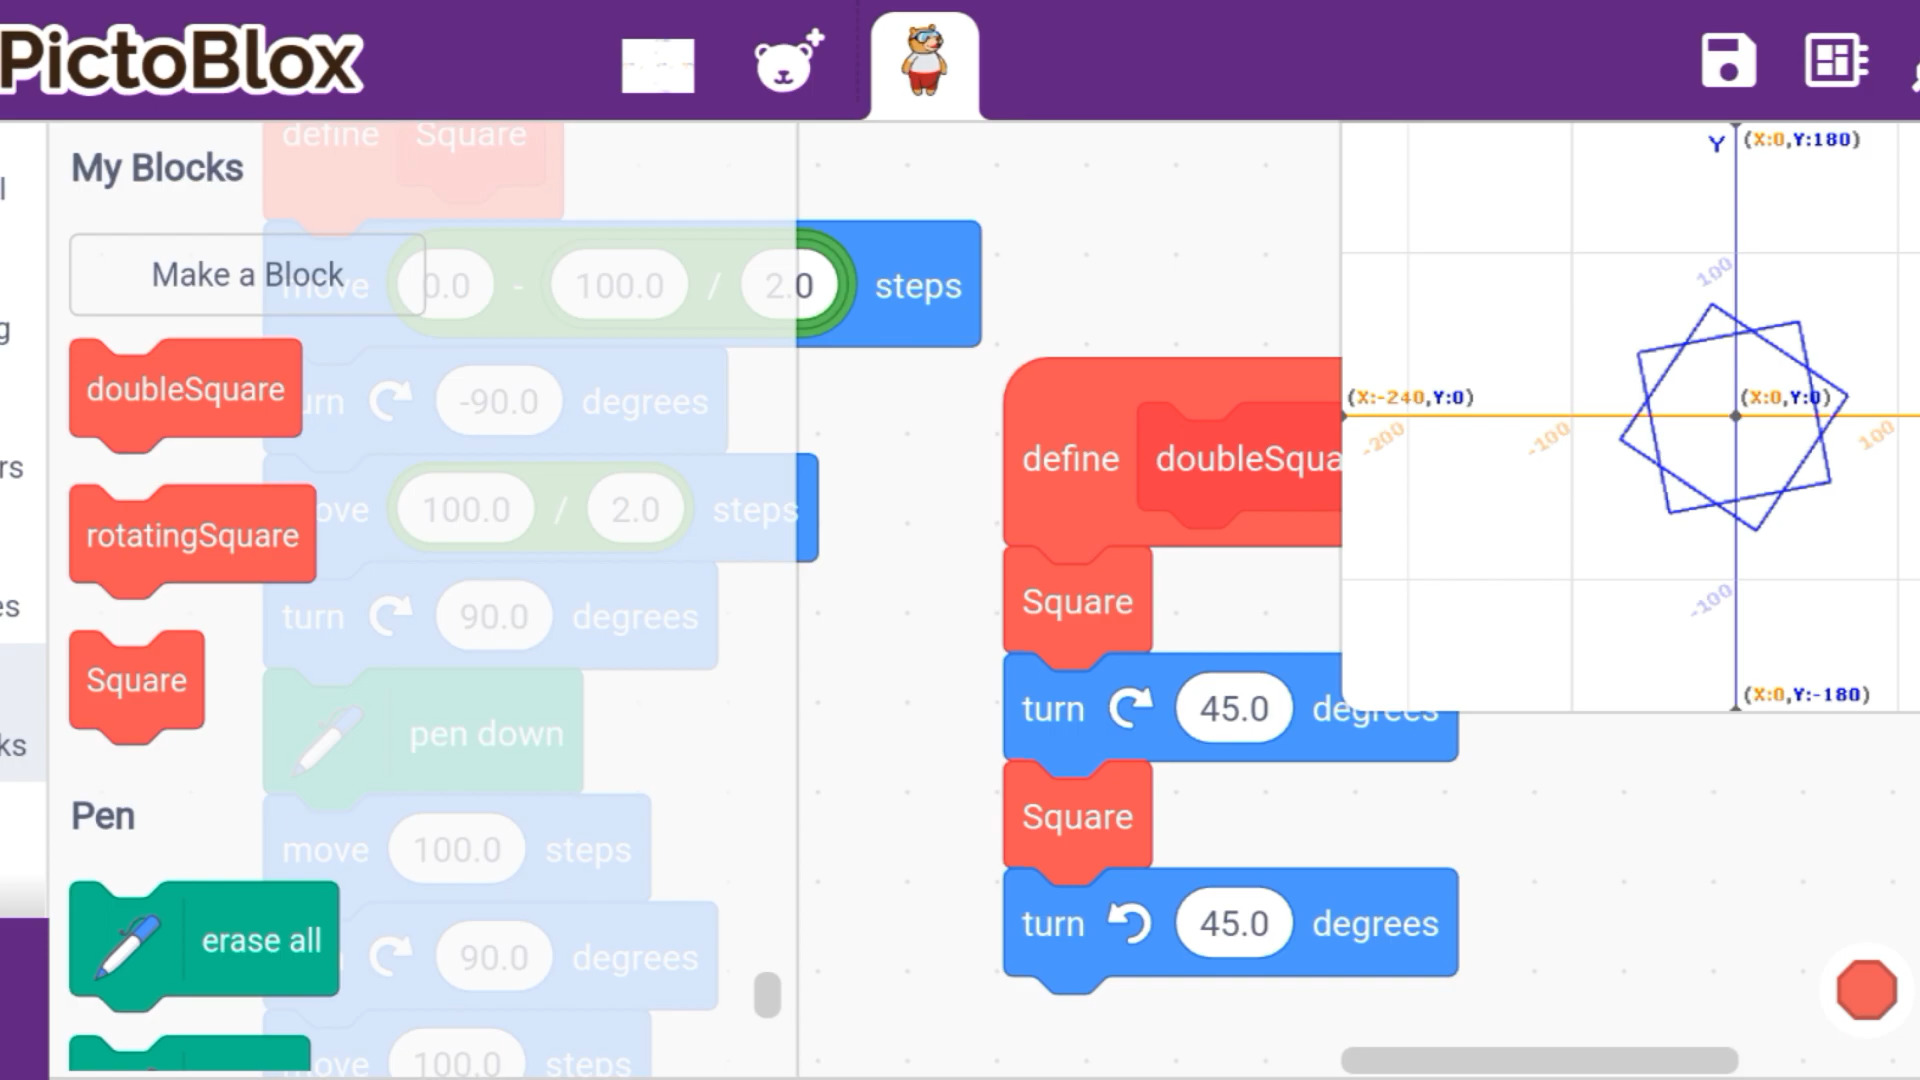 PictoBlox
My Blocks
Make a Block
doubleSquare
rotatingSquare
Square
Pen
erase all
define Square
move 0.0 - 100.0 / 2.0 steps
turn -90.0 degrees
move 100.0 / 2.0 steps
turn 90.0 degrees
pen down
move 100.0 steps
90.0 degrees
move 100.0 steps
define doubleSqua
Square
turn 45.0 degrees
Square
turn 45.0 degrees
Y (X:0,Y:180)
100
(X:-240,Y:0) (X:0,Y:0)
-200 -100 100
-100
(X:0,Y:-180)